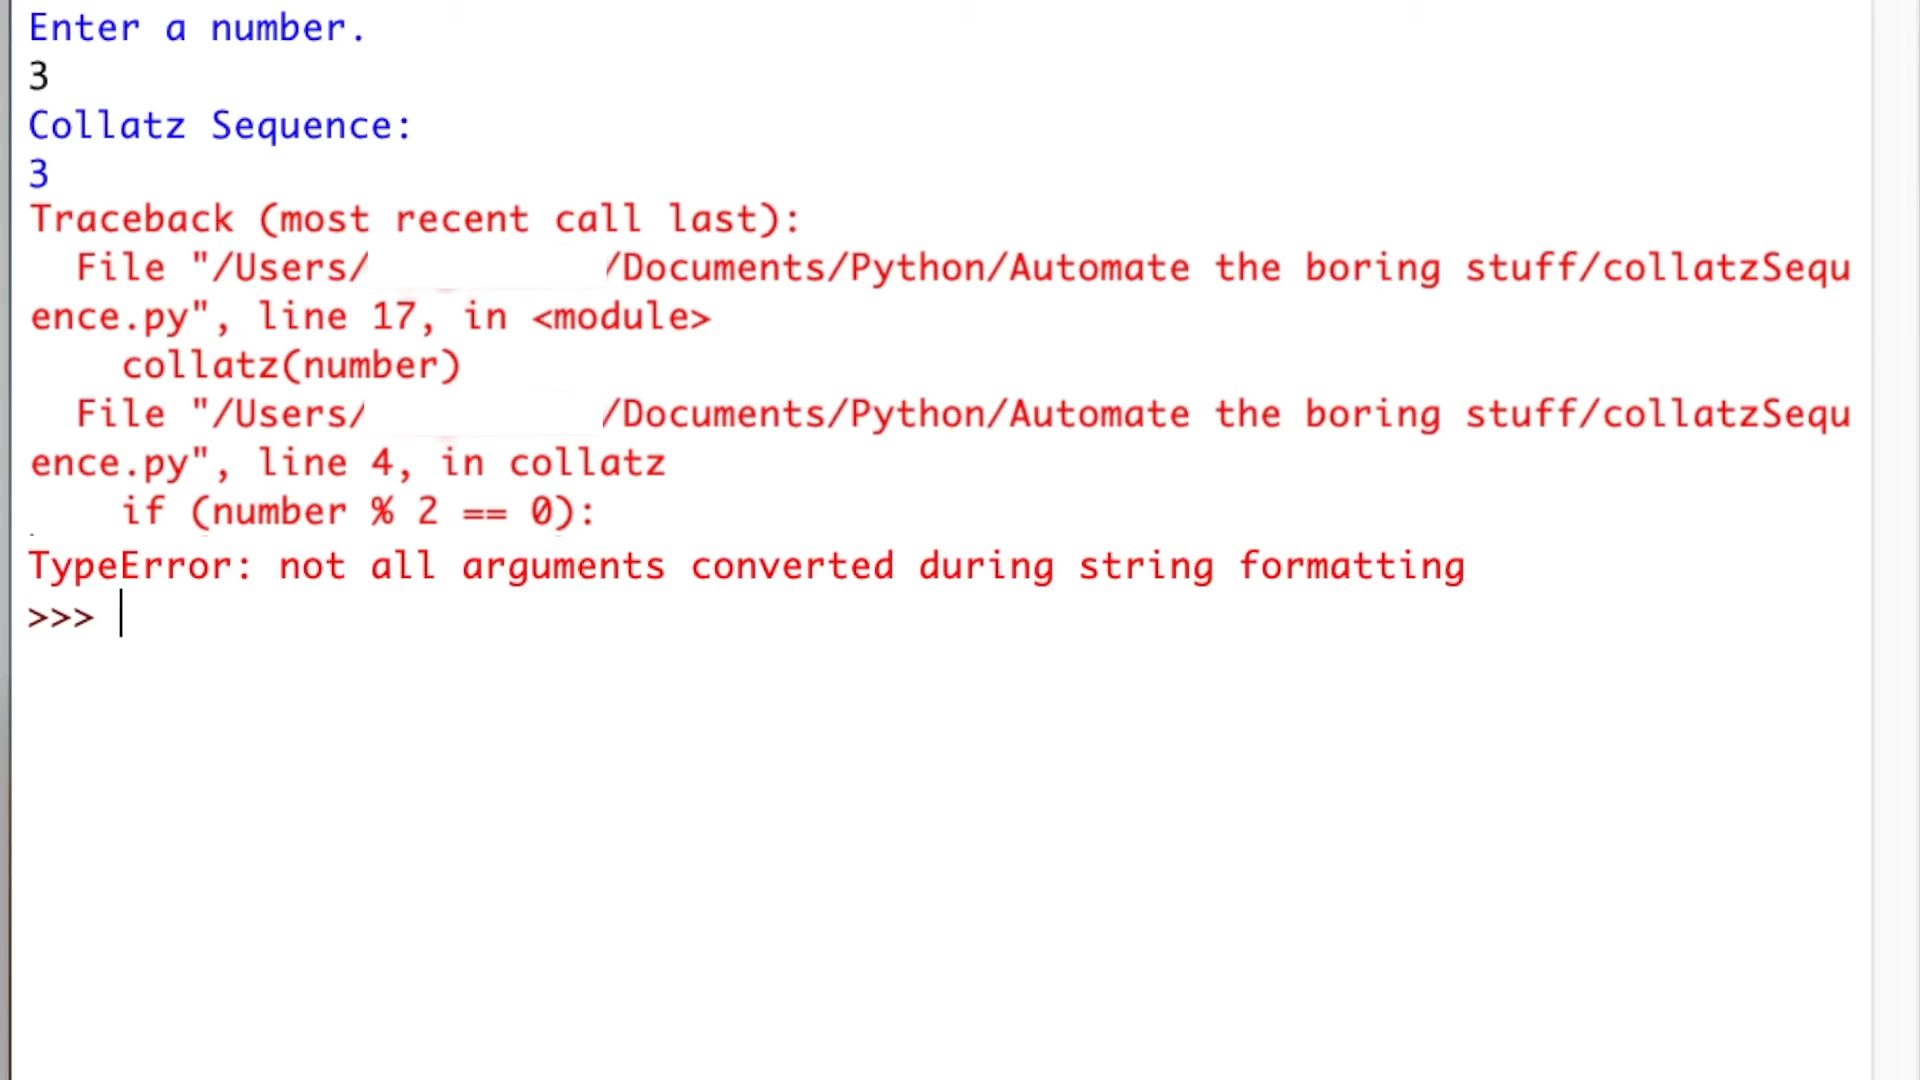 Enter a number.
3
Collatz Sequence:
3
Traceback (most recent call last):
  File "/Users/          /Documents/Python/Automate the boring stuff/collatzSequ
ence.py", line 17, in <module>
    collatz(number)
  File "/Users/          /Documents/Python/Automate the boring stuff/collatzSequ
ence.py", line 4, in collatz
    if (number % 2 == 0):
TypeError: not all arguments converted during string formatting
>>>